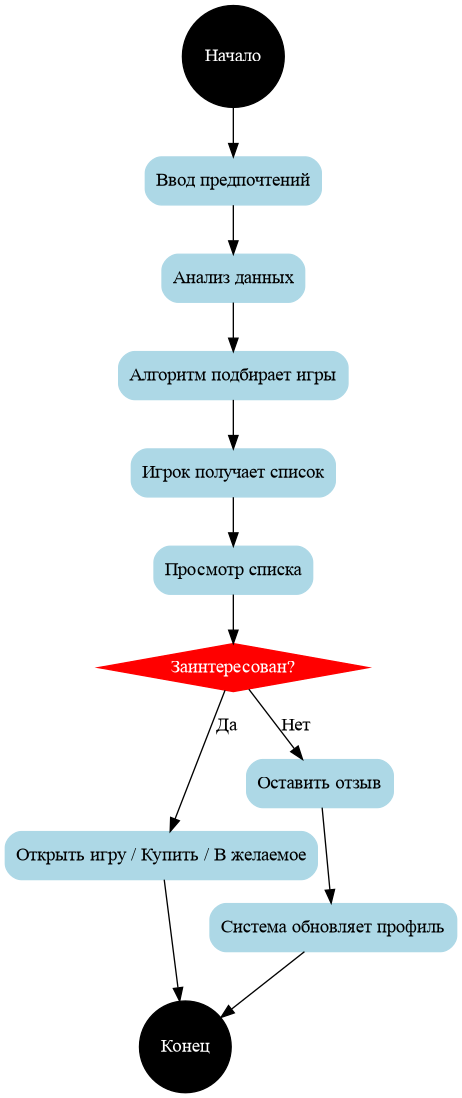 Начало
Ввод предпочтений
Анализ данных
Алгоритм подбирает игры
Игрок получает список
Просмотр списка
Заинтересован?
Да
Нет
Оставить отзыв
Открыть игру / Купить / В желаемое
Система обновляет профиль
Конец